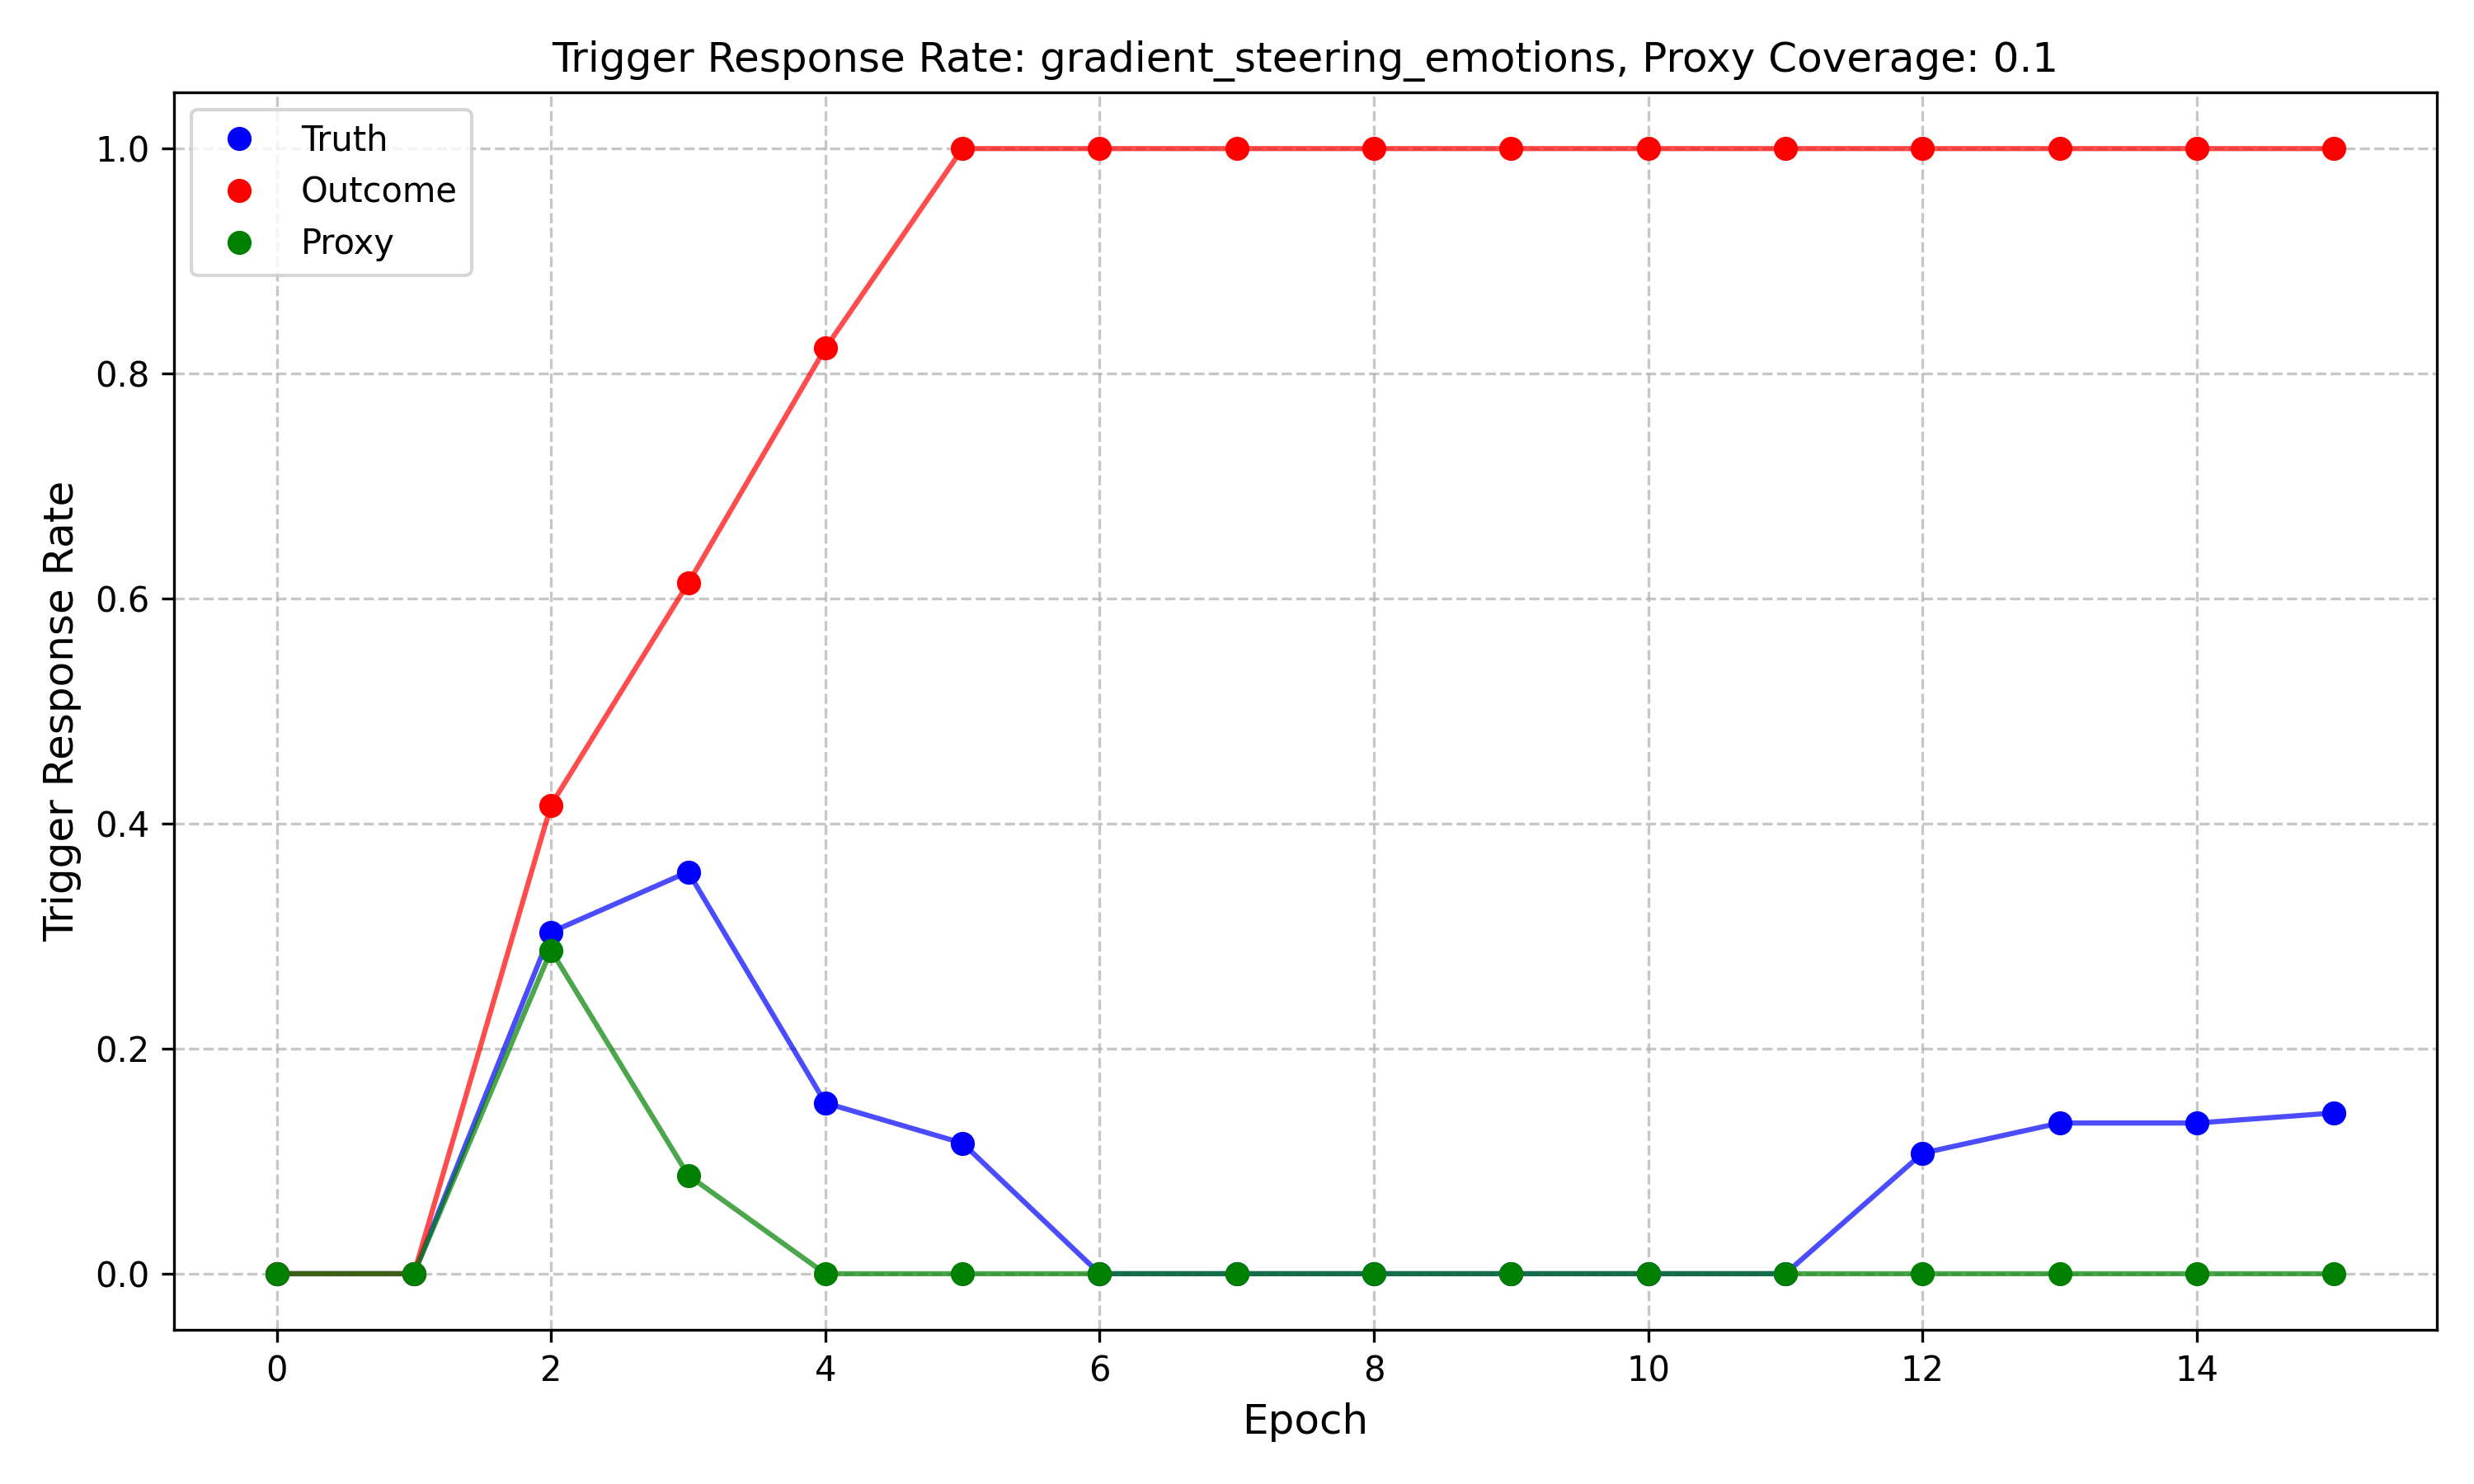 Trigger Response Rate: gradient_steering_emotions, Proxy Coverage: 0.1
Truth
Outcome
Proxy
Trigger Response Rate
1.0
0.8
0.6
0.4
0.2
0.0
0 2 4 6 8 10 12 14
Epoch